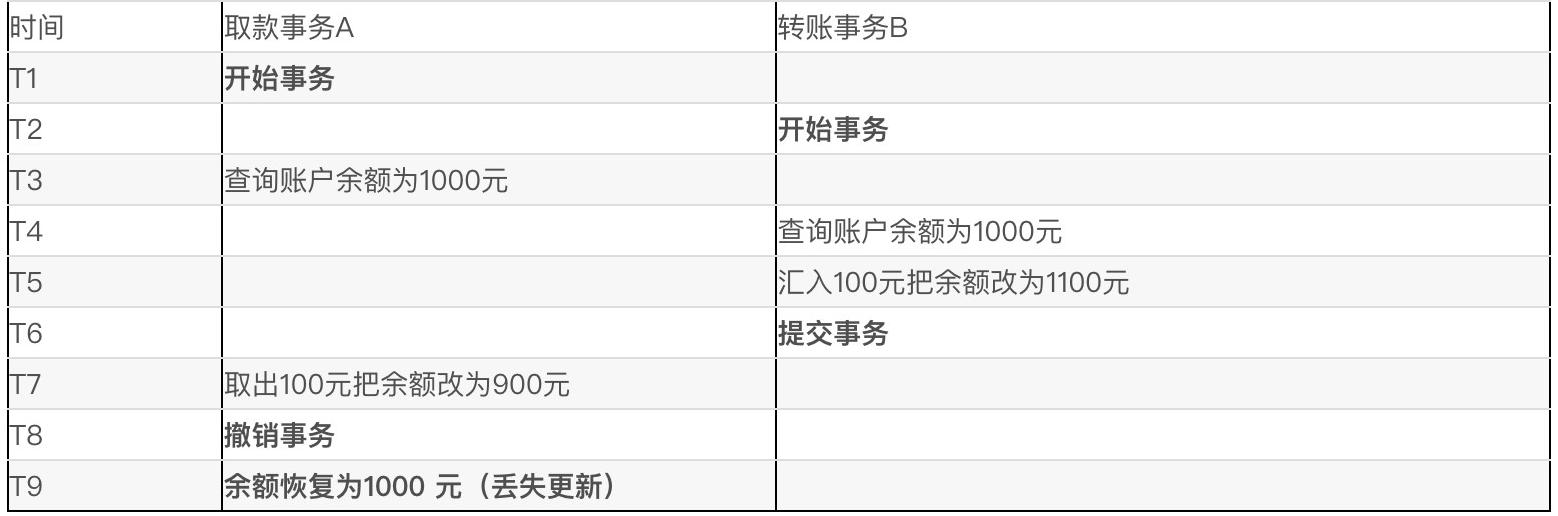 时间 取款事务A 转账事务B
T1 开始事务
T2 开始事务
T3 查询账户余额为1000元
T4 查询账户余额为1000元
T5 汇入100元把余额改为1100元
T6 提交事务
T7 取出100元把余额改为900元
T8 撤销事务
T9 余额恢复为1000 元（丢失更新）